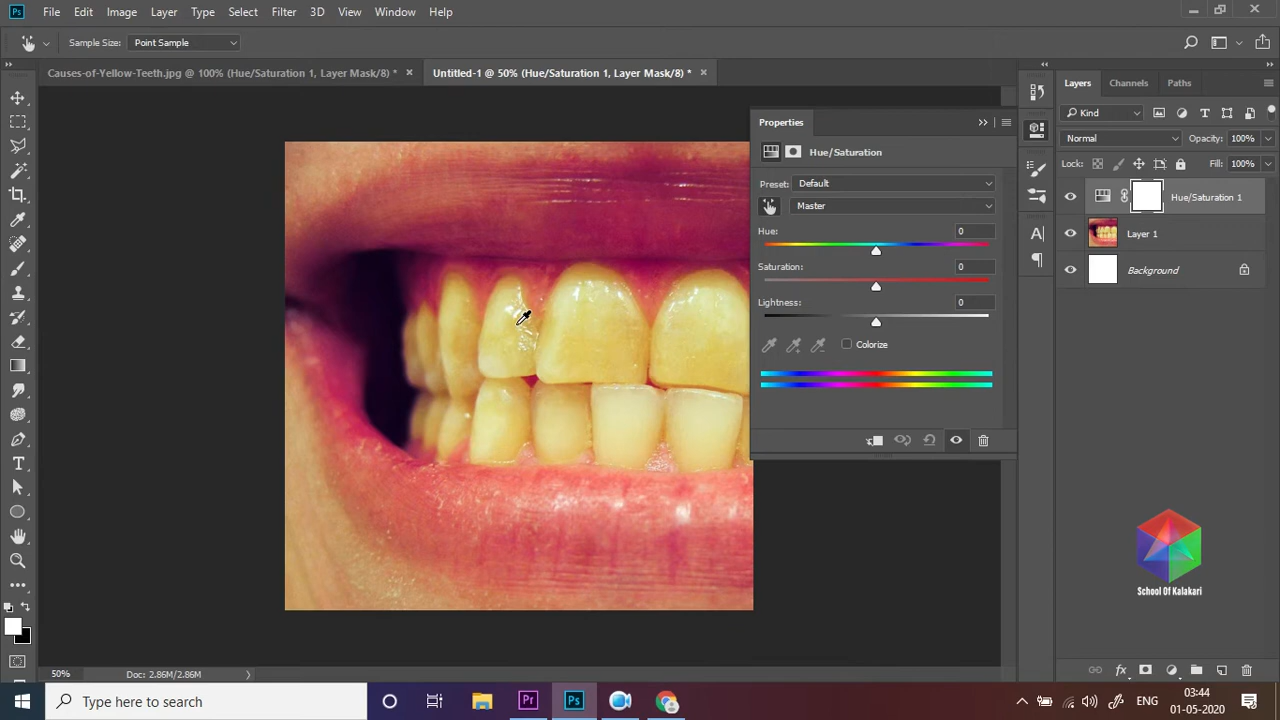 Ps File Edit Image Layer Type Select Filter 3D View Window Help
Sample Size: Point Sample
Causes-of-Yellow-Teeth.jpg @ 100% (Hue/Saturation 1, Layer Mask/8) *
Untitled-1 @ 50% (Hue/Saturation 1, Layer Mask/8) *
Properties
Hue/Saturation
Preset: Default
Master
Hue: 0
Saturation: 0
Lightness: 0
Colorize
Layers Channels Paths
Kind
Normal Opacity: 100%
Lock: Fill: 100%
Hue/Saturation 1
Layer 1
Background
School Of Kalakari
50% Doc: 2.86M/2.86M
Type here to search
Pr
Ps
ENG
03:44
01-05-2020